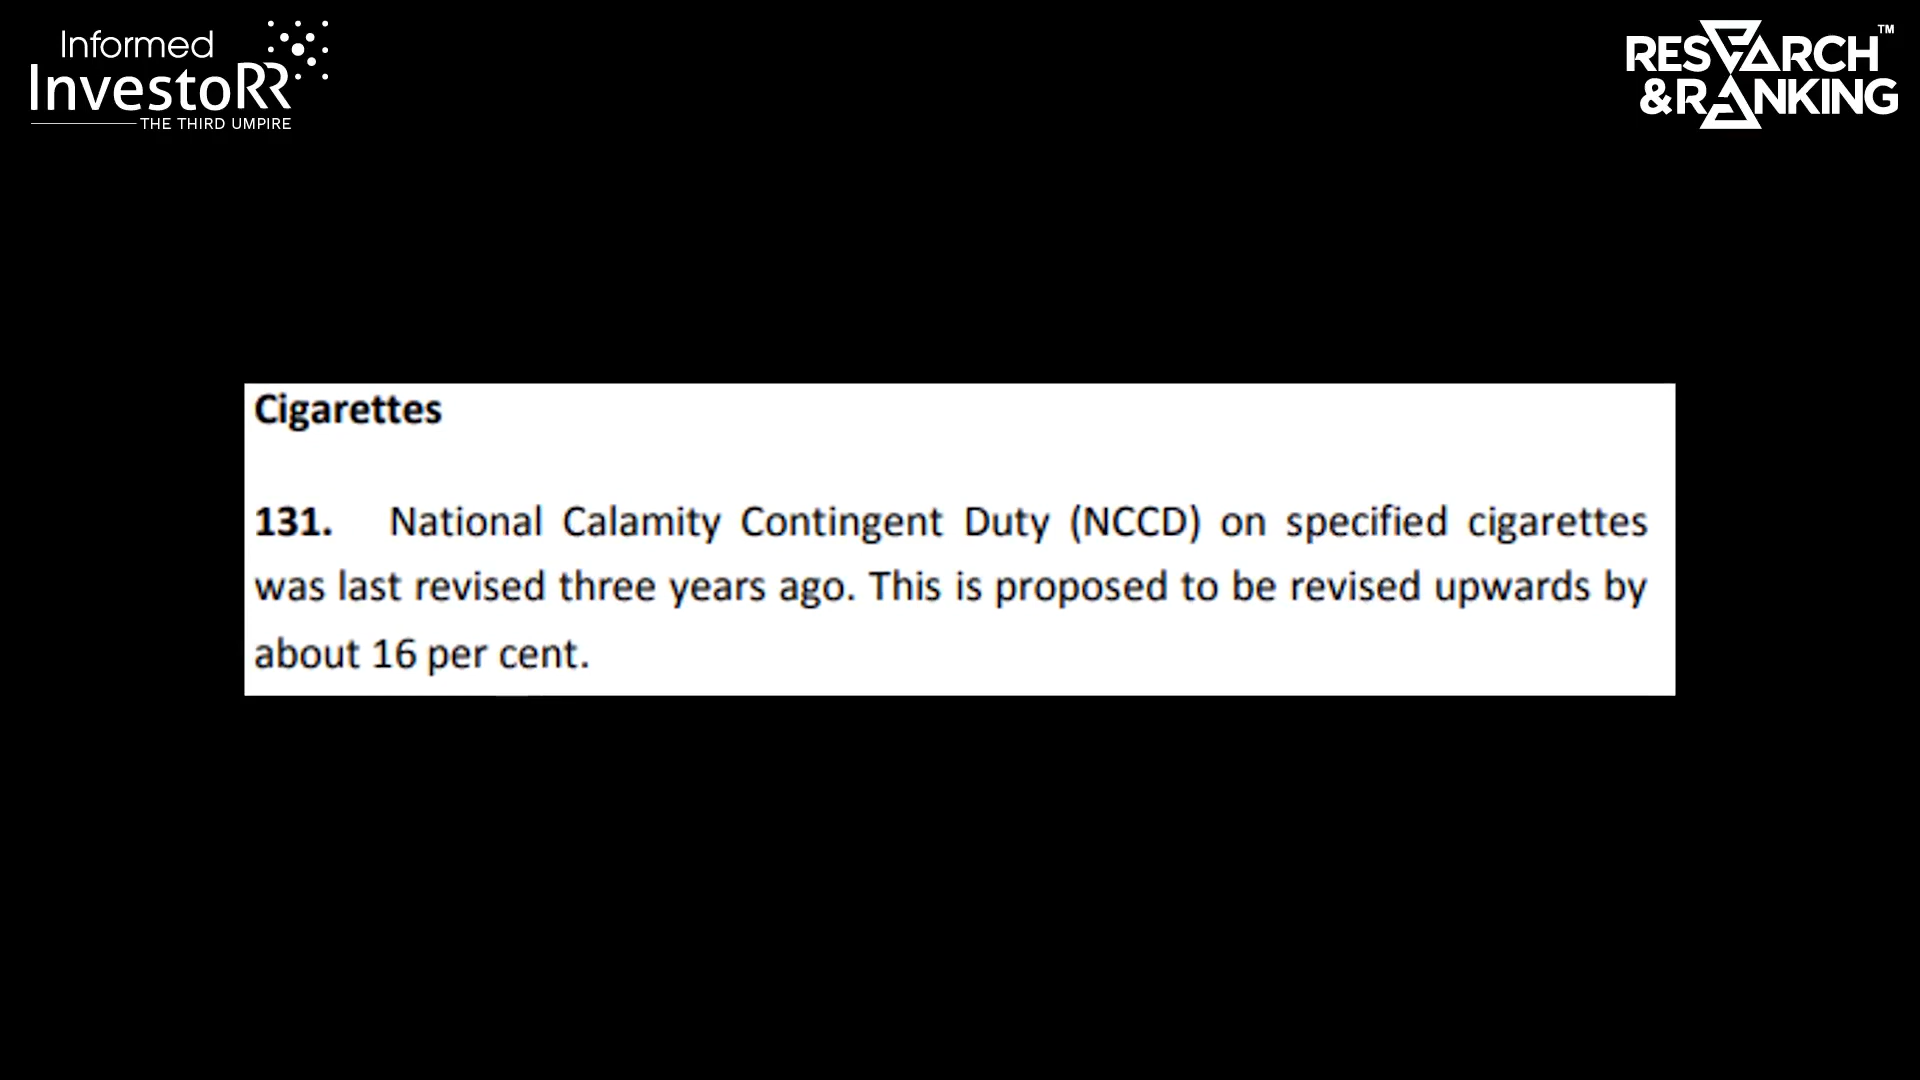 Informed
InvestoRR
THE THIRD UMPIRE
RESEARCH™
&RANKING
Cigarettes
131. National Calamity Contingent Duty (NCCD) on specified cigarettes
was last revised three years ago. This is proposed to be revised upwards by
about 16 per cent.